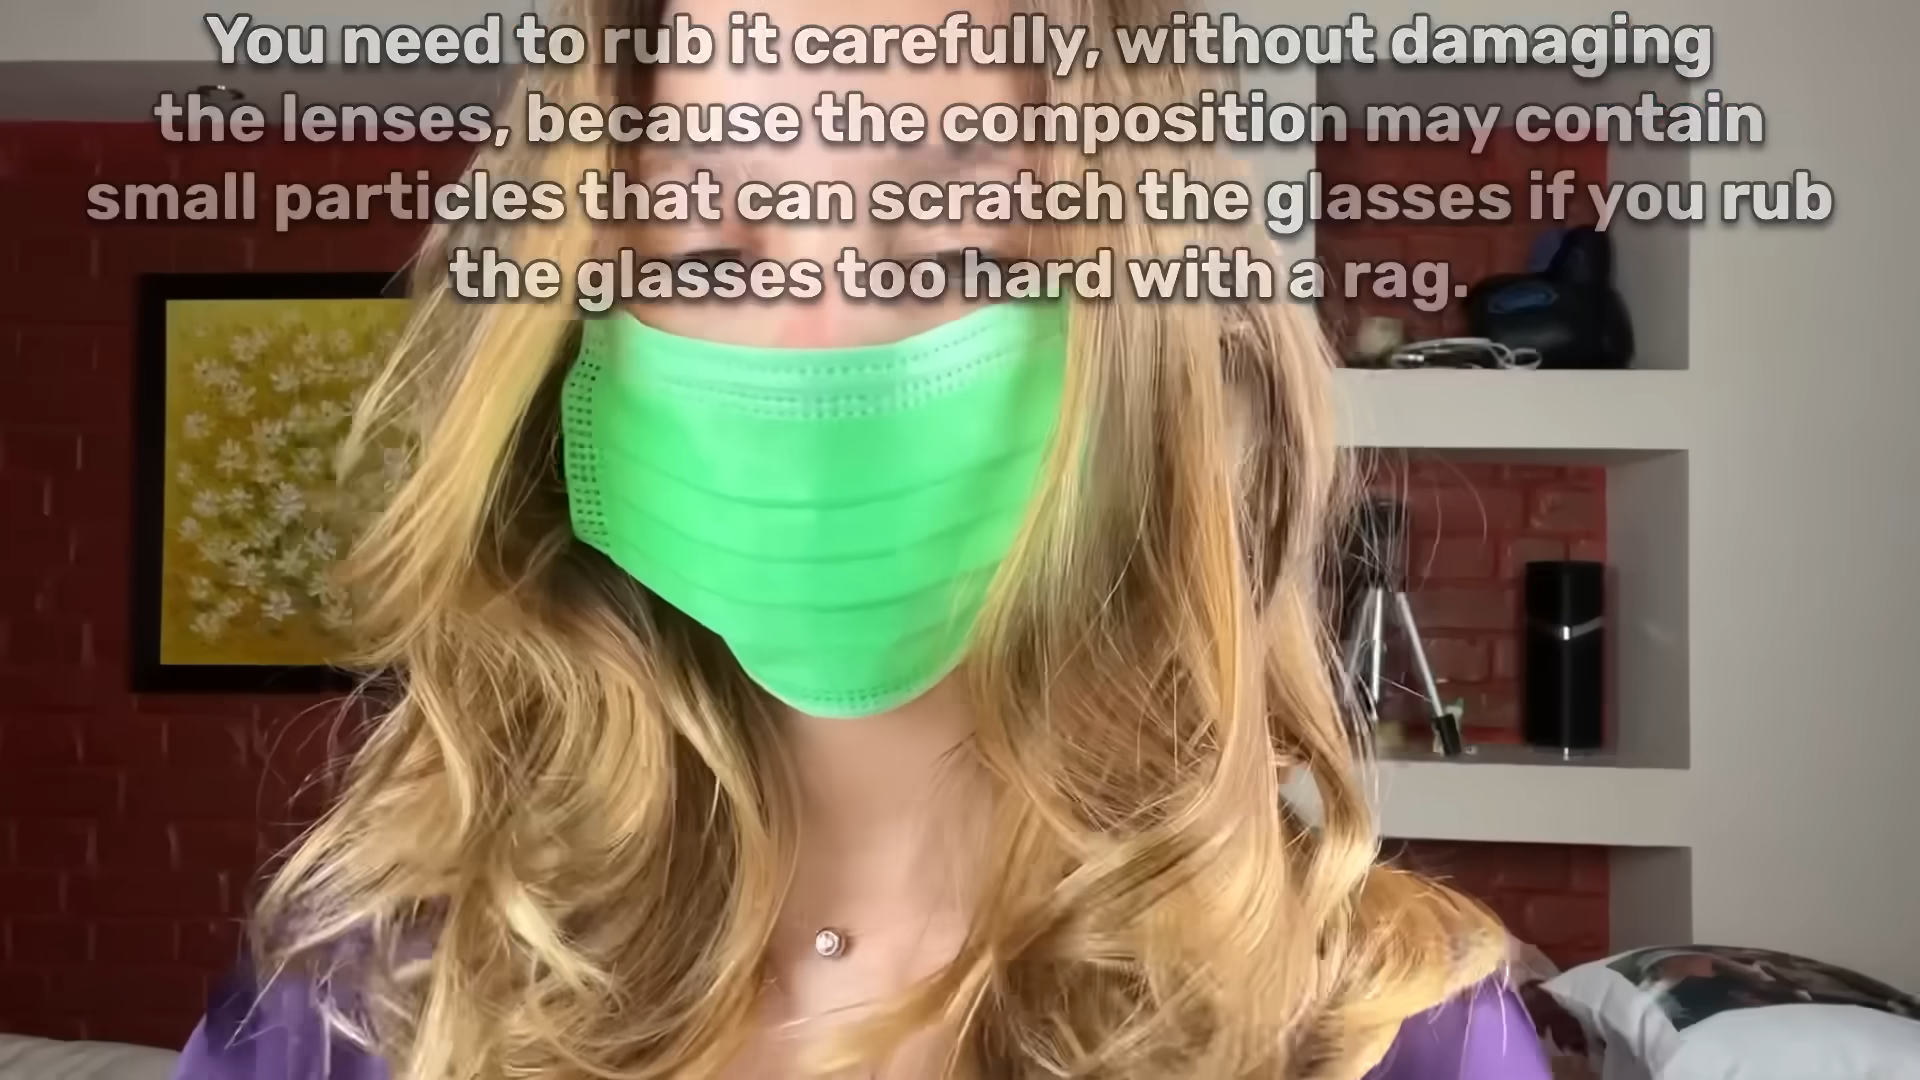 You need to rub it carefully, without damaging
the lenses, because the composition may contain
small particles that can scratch the glasses if you rub
the glasses too hard with a rag.